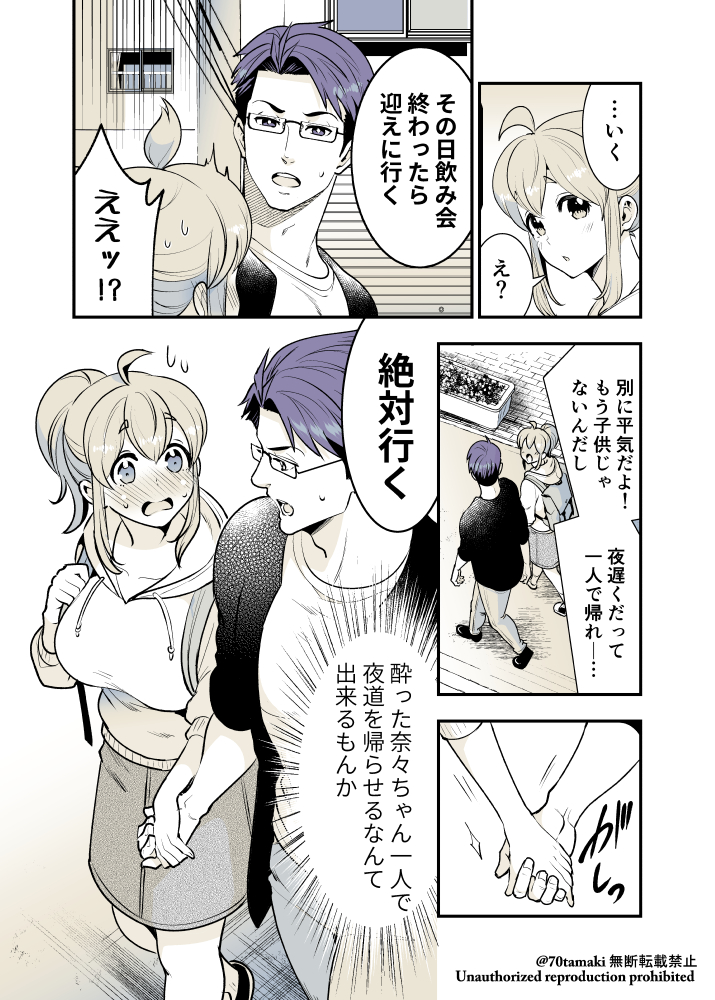 …いく
え？
その日飲み会
終わったら
迎えに行く
ええッ!?
別に平気だよ！
もう子供じゃ
ないんだし
夜遅くだって
一人で帰れ─…
がしっ
絶対行く
酔った奈々ちゃん一人で
夜道を帰らせるなんて
出来るもんか
@70tamaki 無断転載禁止
Unauthorized reproduction prohibited